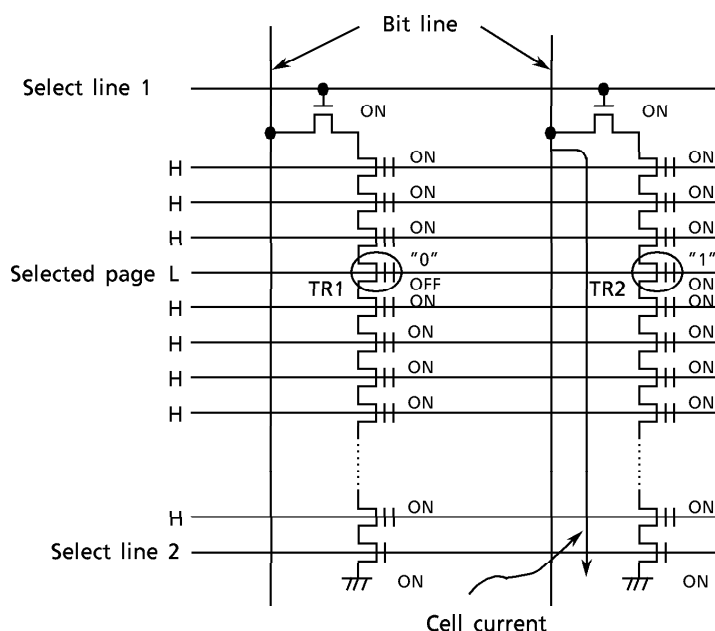 Bit line
Select line 1
ON
ON ON
H
ON ON
H
ON ON
H
"0" "1"
Selected page L
TR1 OFF TR2 ON
ON ON
H
ON ON
H
ON ON
H
ON ON
H
ON ON
H
Select line 2
ON ON
Cell current